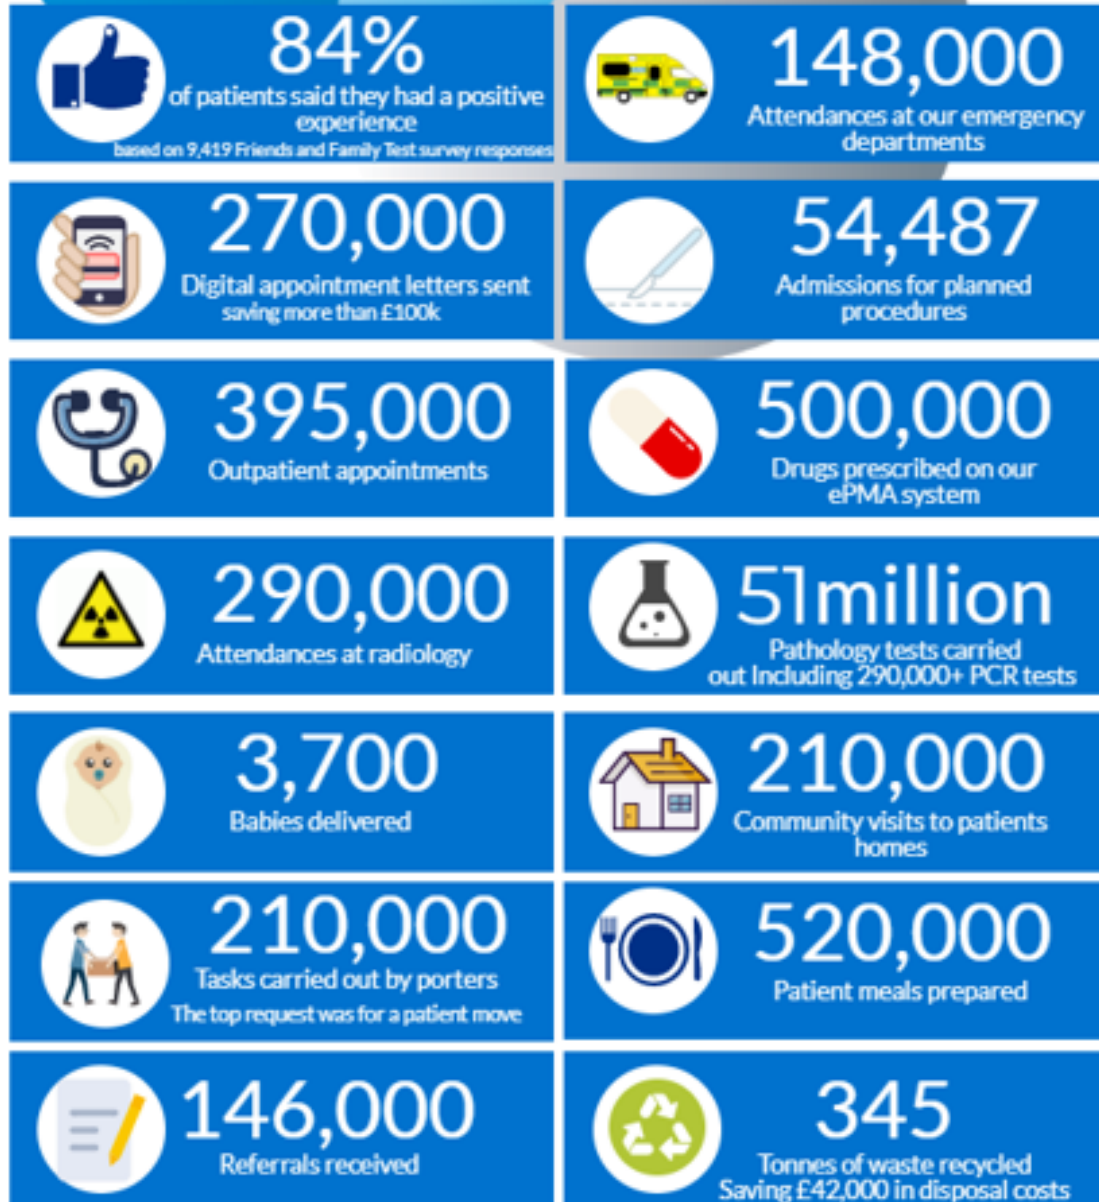 84%
of patients said they had a positive
experience
based on 9,419 Friends and Family Test survey responses
148,000
Attendances at our emergency
departments
270,000
Digital appointment letters sent
saving more than £100k
54,487
Admissions for planned
procedures
395,000
Outpatient appointments
500,000
Drugs prescribed on our
ePMA system
290,000
Attendances at radiology
51million
Pathology tests carried
out Including 290,000+ PCR tests
3,700
Babies delivered
210,000
Community visits to patients
homes
210,000
Tasks carried out by porters
The top request was for a patient move
520,000
Patient meals prepared
146,000
Referrals received
345
Tonnes of waste recycled
Saving £42,000 in disposal costs